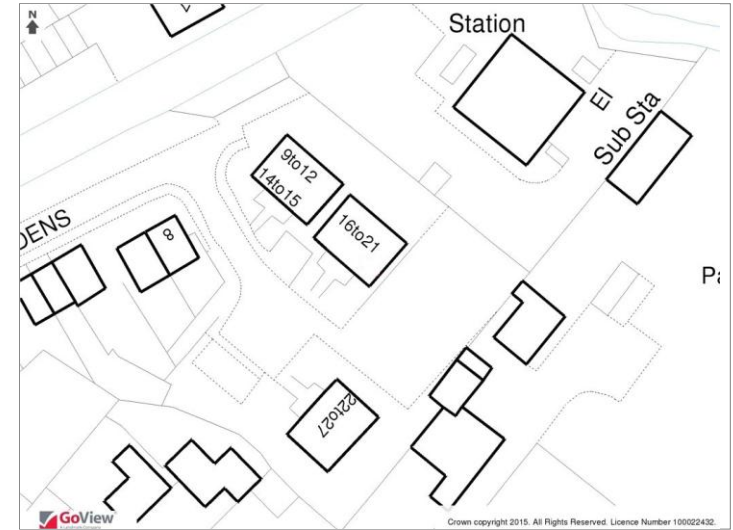 N
Station
El
Sub Sta
9to12
14to15
16to21
DENS
8
22to27
GoView
Crown copyright 2015. All Rights Reserved. Licence Number 100022432.